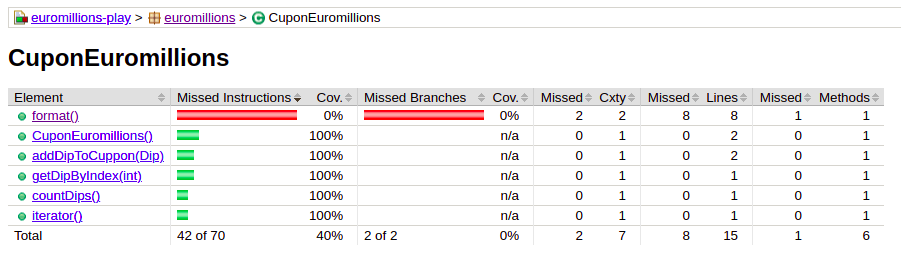 euromillions-play > euromillions > CuponEuromillions
CuponEuromillions
Element Missed Instructions Cov. Missed Branches Cov. Missed Cxty Missed Lines Missed Methods
format() 0% 0% 2 2 8 8 1 1
CuponEuromillions() 100% n/a 0 1 0 2 0 1
addDipToCuppon(Dip) 100% n/a 0 1 0 2 0 1
getDipByIndex(int) 100% n/a 0 1 0 1 0 1
countDips() 100% n/a 0 1 0 1 0 1
iterator() 100% n/a 0 1 0 1 0 1
Total 42 of 70 40% 2 of 2 0% 2 7 8 15 1 6